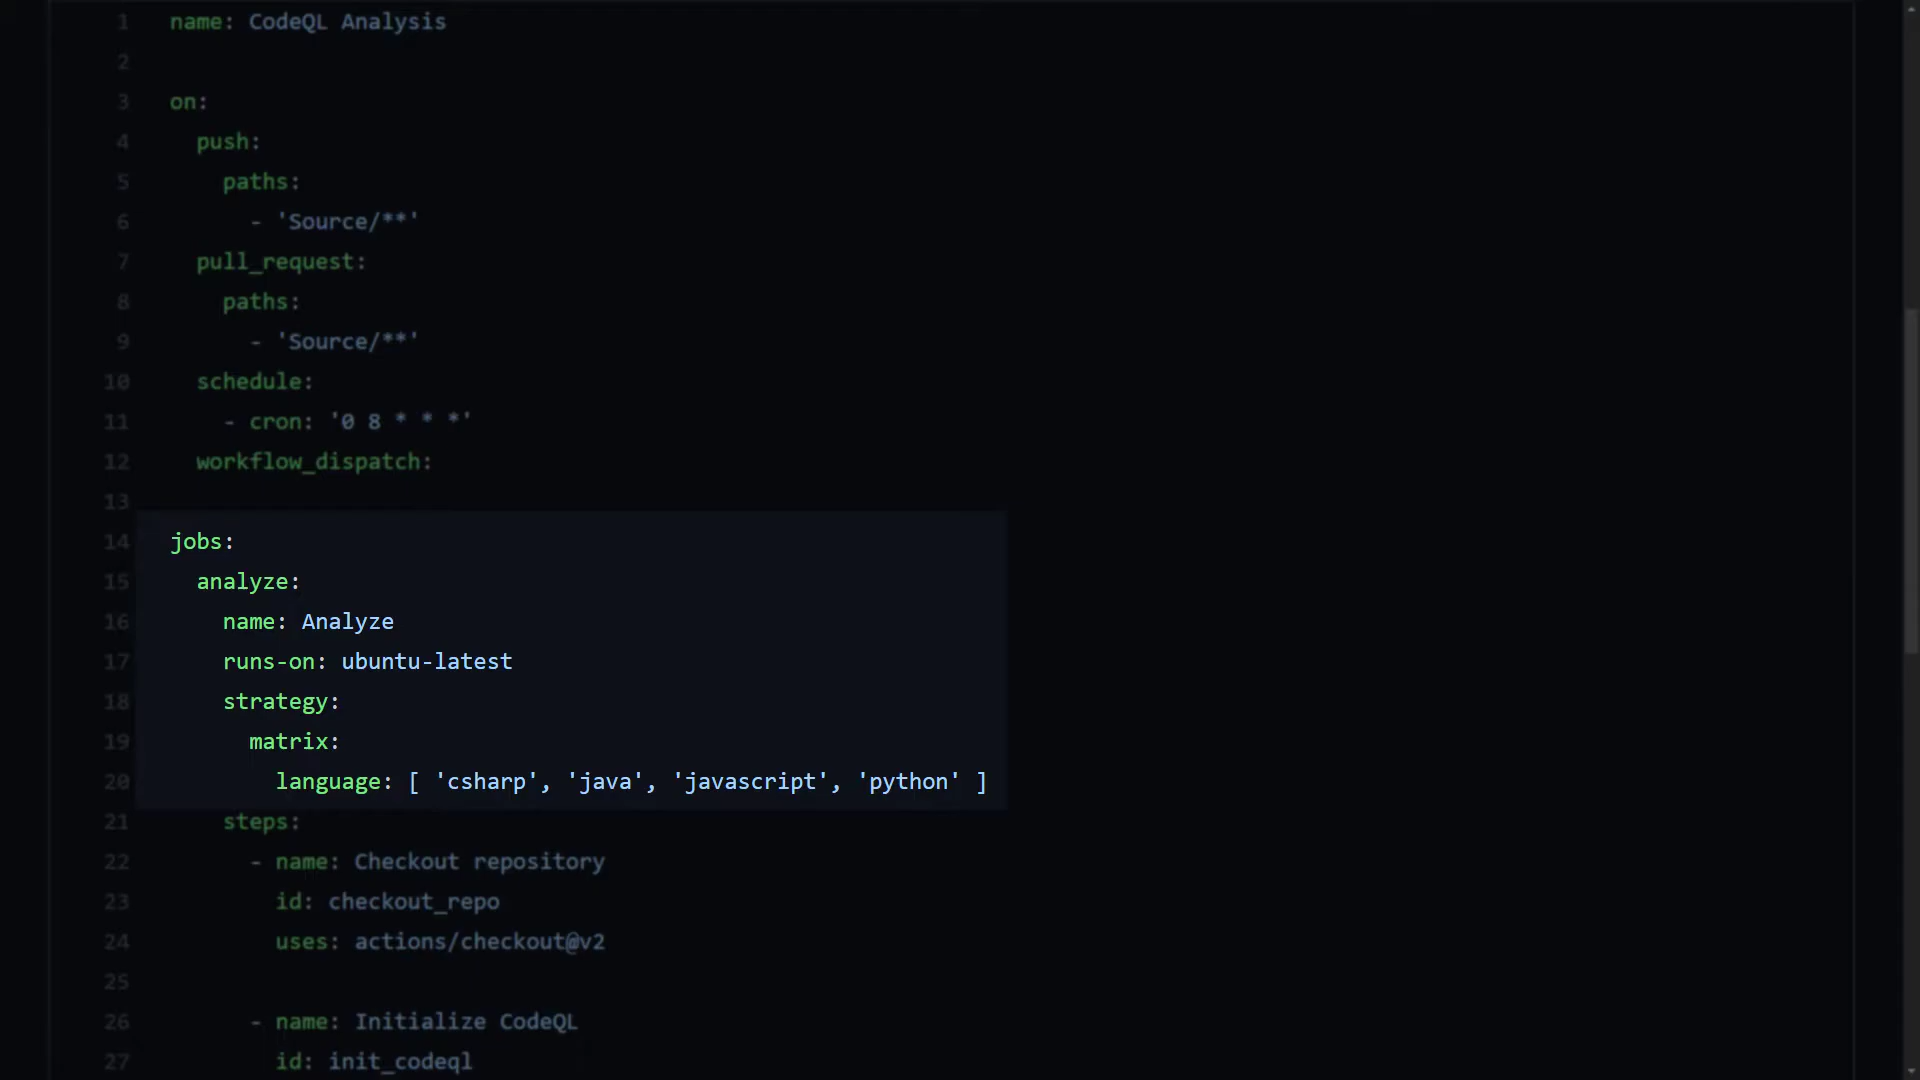 1 name: CodeQL Analysis
2
3 on:
4 push:
5 paths:
6 - 'Source/**'
7 pull_request:
8 paths:
9 - 'Source/**'
10 schedule:
11 - cron: '0 8 * * *'
12 workflow_dispatch:
13
14 jobs:
15 analyze:
16 name: Analyze
17 runs-on: ubuntu-latest
18 strategy:
19 matrix:
20 language: [ 'csharp', 'java', 'javascript', 'python' ]
21 steps:
22 - name: Checkout repository
23 id: checkout_repo
24 uses: actions/checkout@v2
25
26 - name: Initialize CodeQL
27 id: init_codeql